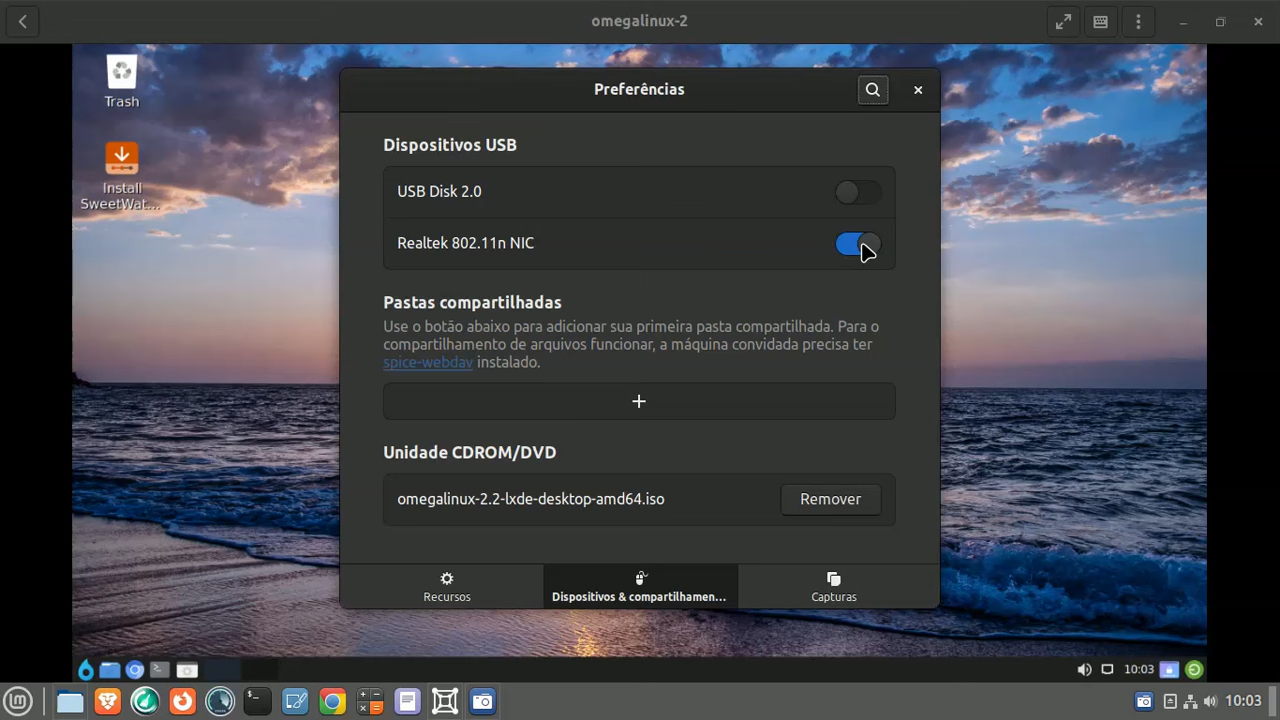 omegalinux-2
Trash
Install
SweetWat...
Preferências
Dispositivos USB
USB Disk 2.0
Realtek 802.11n NIC
Pastas compartilhadas
Use o botão abaixo para adicionar sua primeira pasta compartilhada. Para o
compartilhamento de arquivos funcionar, a máquina convidada precisa ter
spice-webdav instalado.
Unidade CDROM/DVD
omegalinux-2.2-lxde-desktop-amd64.iso
Remover
Recursos
Dispositivos & compartilhamen...
Capturas
10:03
10:03